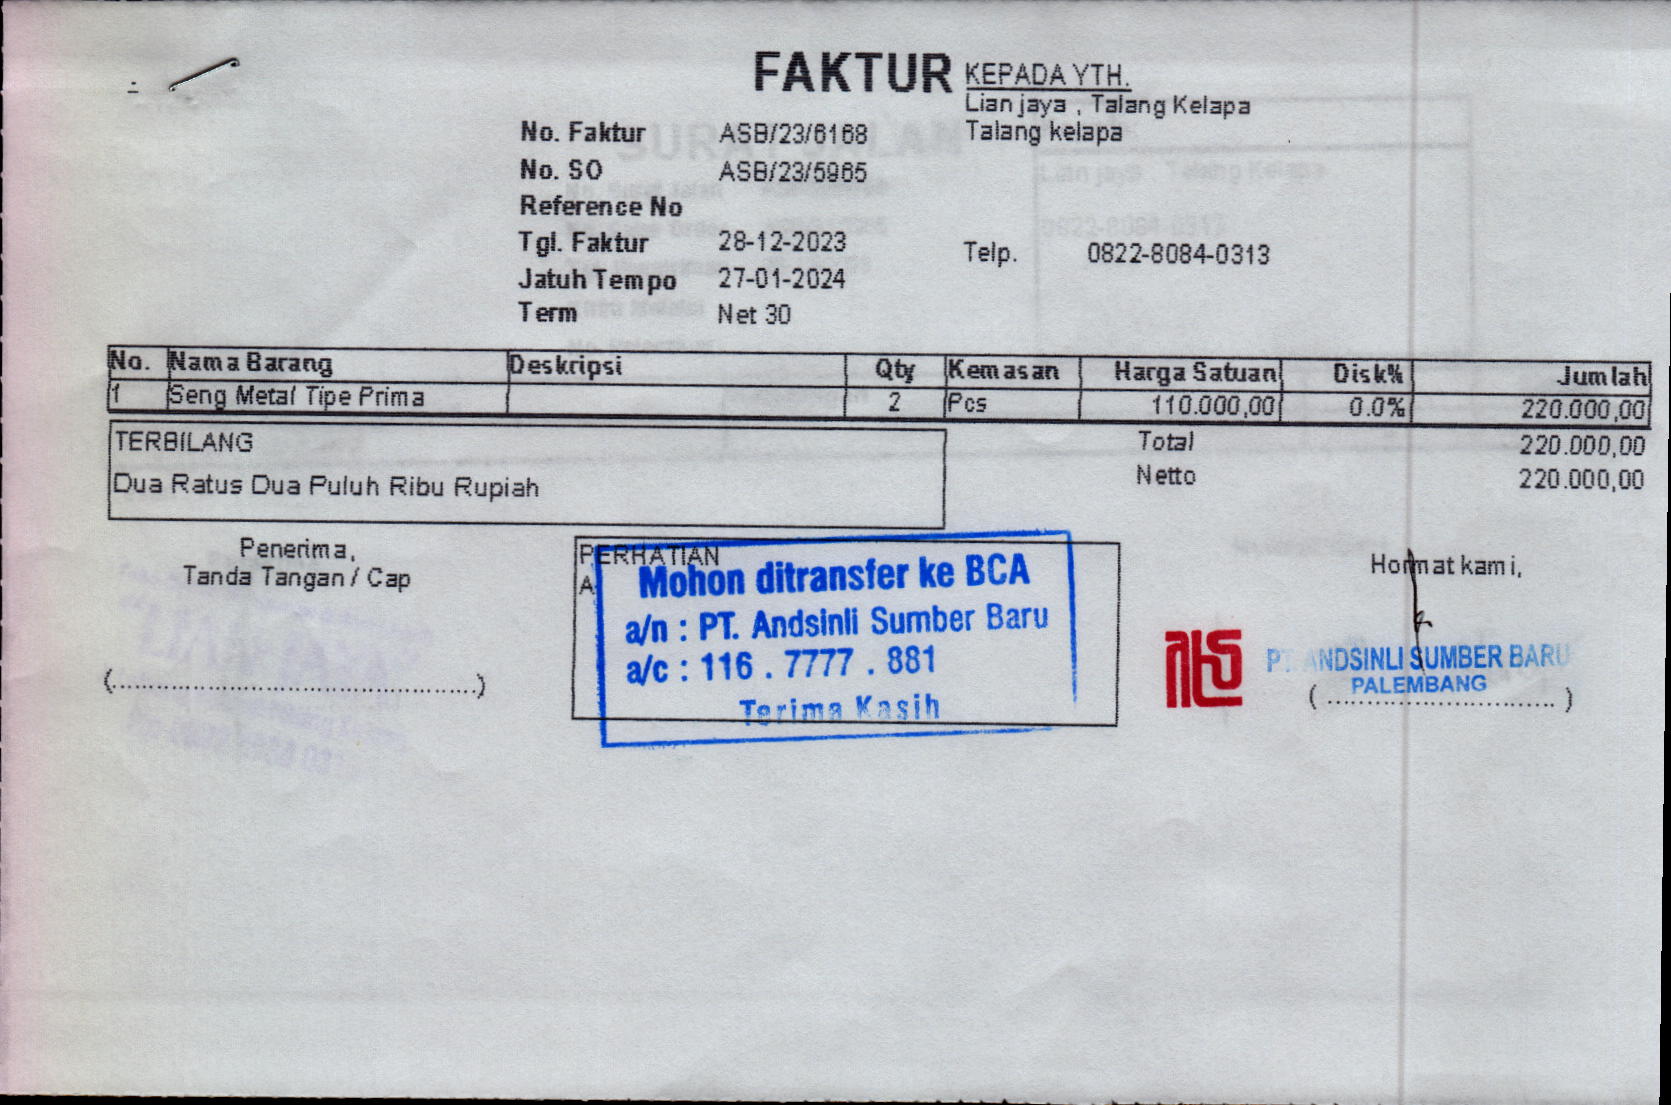 FAKTUR
KEPADA YTH.
Lian jaya , Talang Kelapa
Talang kelapa
No. Faktur ASB/23/6168
No. SO ASB/23/5965
Reference No
Tgl. Faktur 28-12-2023
Telp. 0822-8084-0313
Jatuh Tempo 27-01-2024
Term Net 30
No. Nama Barang Deskripsi Qty Kemasan Harga Satuan Disk% Jumlah
1 Seng Metal Tipe Prima 2 Pcs 110.000,00 0.0% 220.000,00
TERBILANG
Dua Ratus Dua Puluh Ribu Rupiah
Total 220.000,00
Netto 220.000,00
Penerima,
Tanda Tangan / Cap
(...............................................)
PERHATIAN
A
Mohon ditransfer ke BCA
a/n : PT. Andsinli Sumber Baru
a/c : 116 . 7777 . 881
Terima Kasih
Hormat kami,
PT. ANDSINLI SUMBER BARU
PALEMBANG
(.............................)